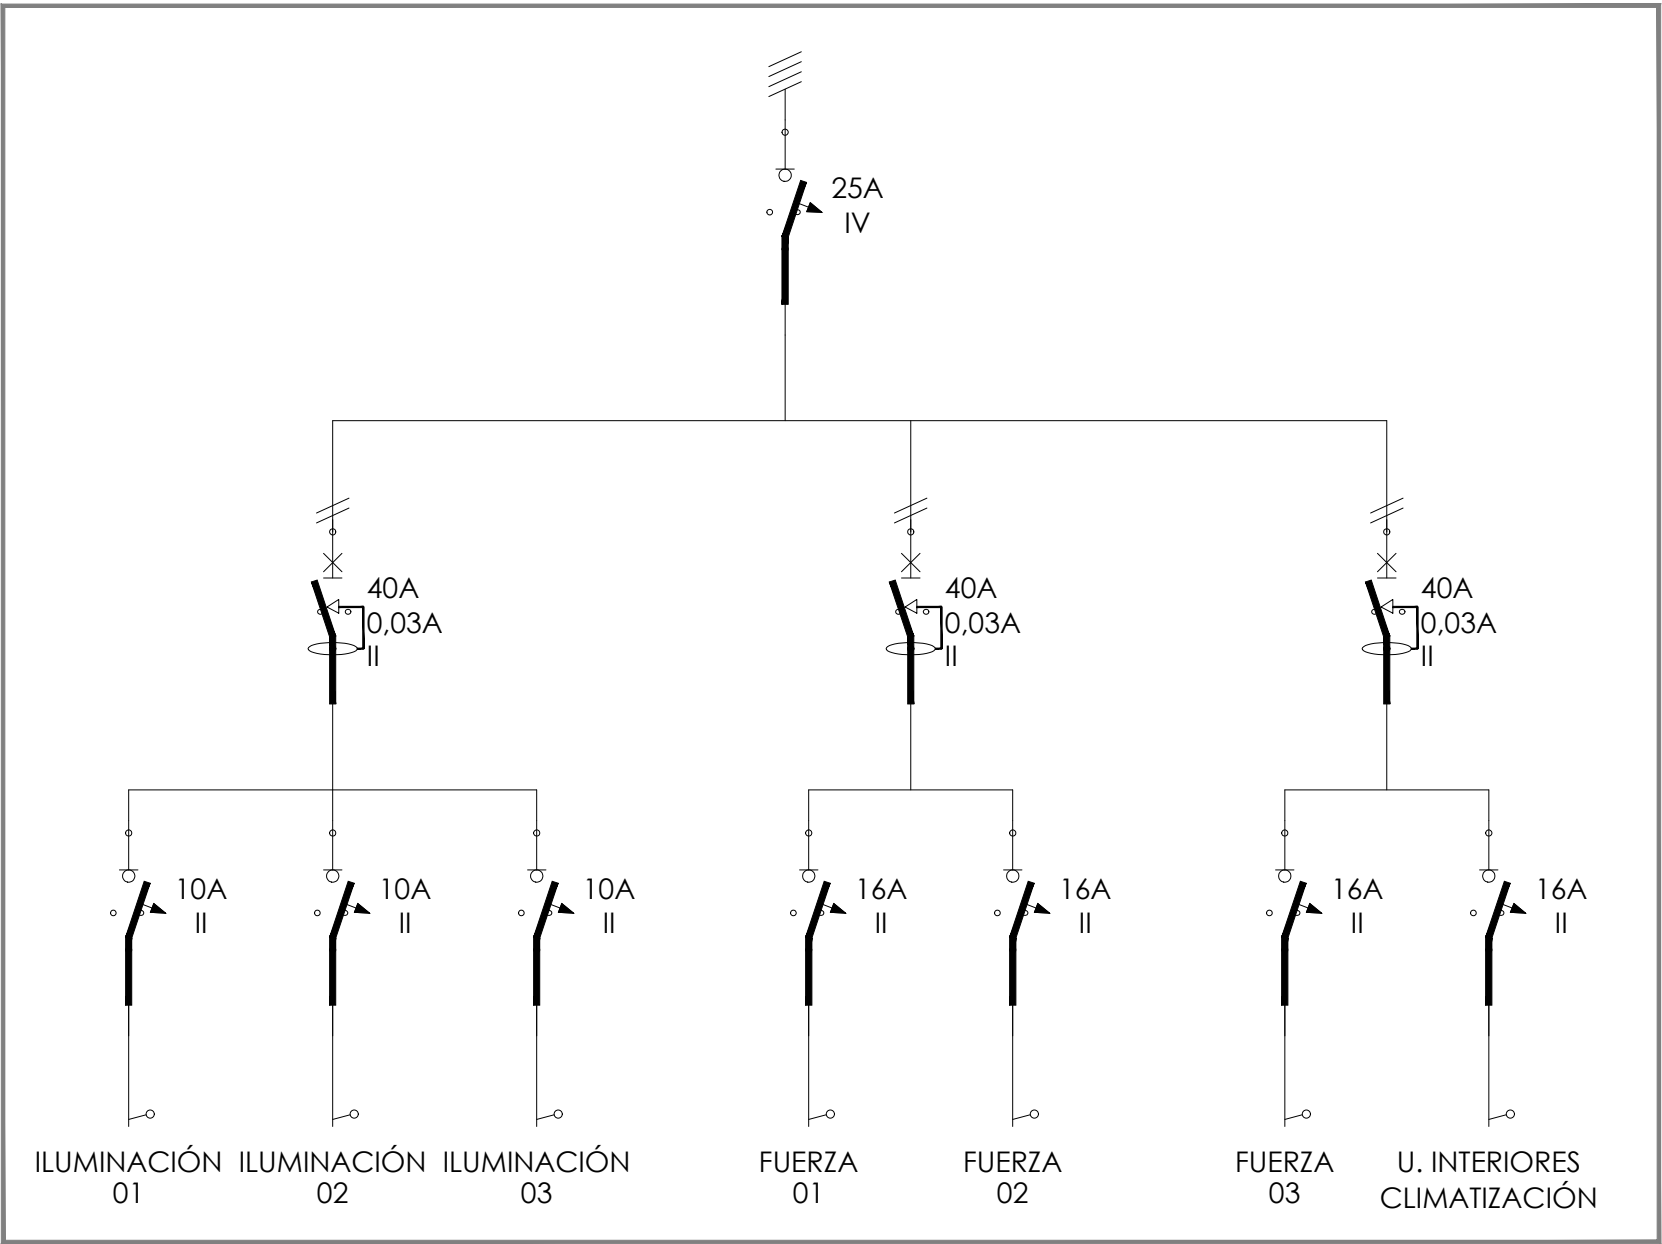 25A
IV
40A
0,03A
II
40A
0,03A
II
40A
0,03A
II
10A
II
10A
II
10A
II
16A
II
16A
II
16A
II
16A
II
ILUMINACIÓN
01
ILUMINACIÓN
02
ILUMINACIÓN
03
FUERZA
01
FUERZA
02
FUERZA
03
U. INTERIORES
CLIMATIZACIÓN